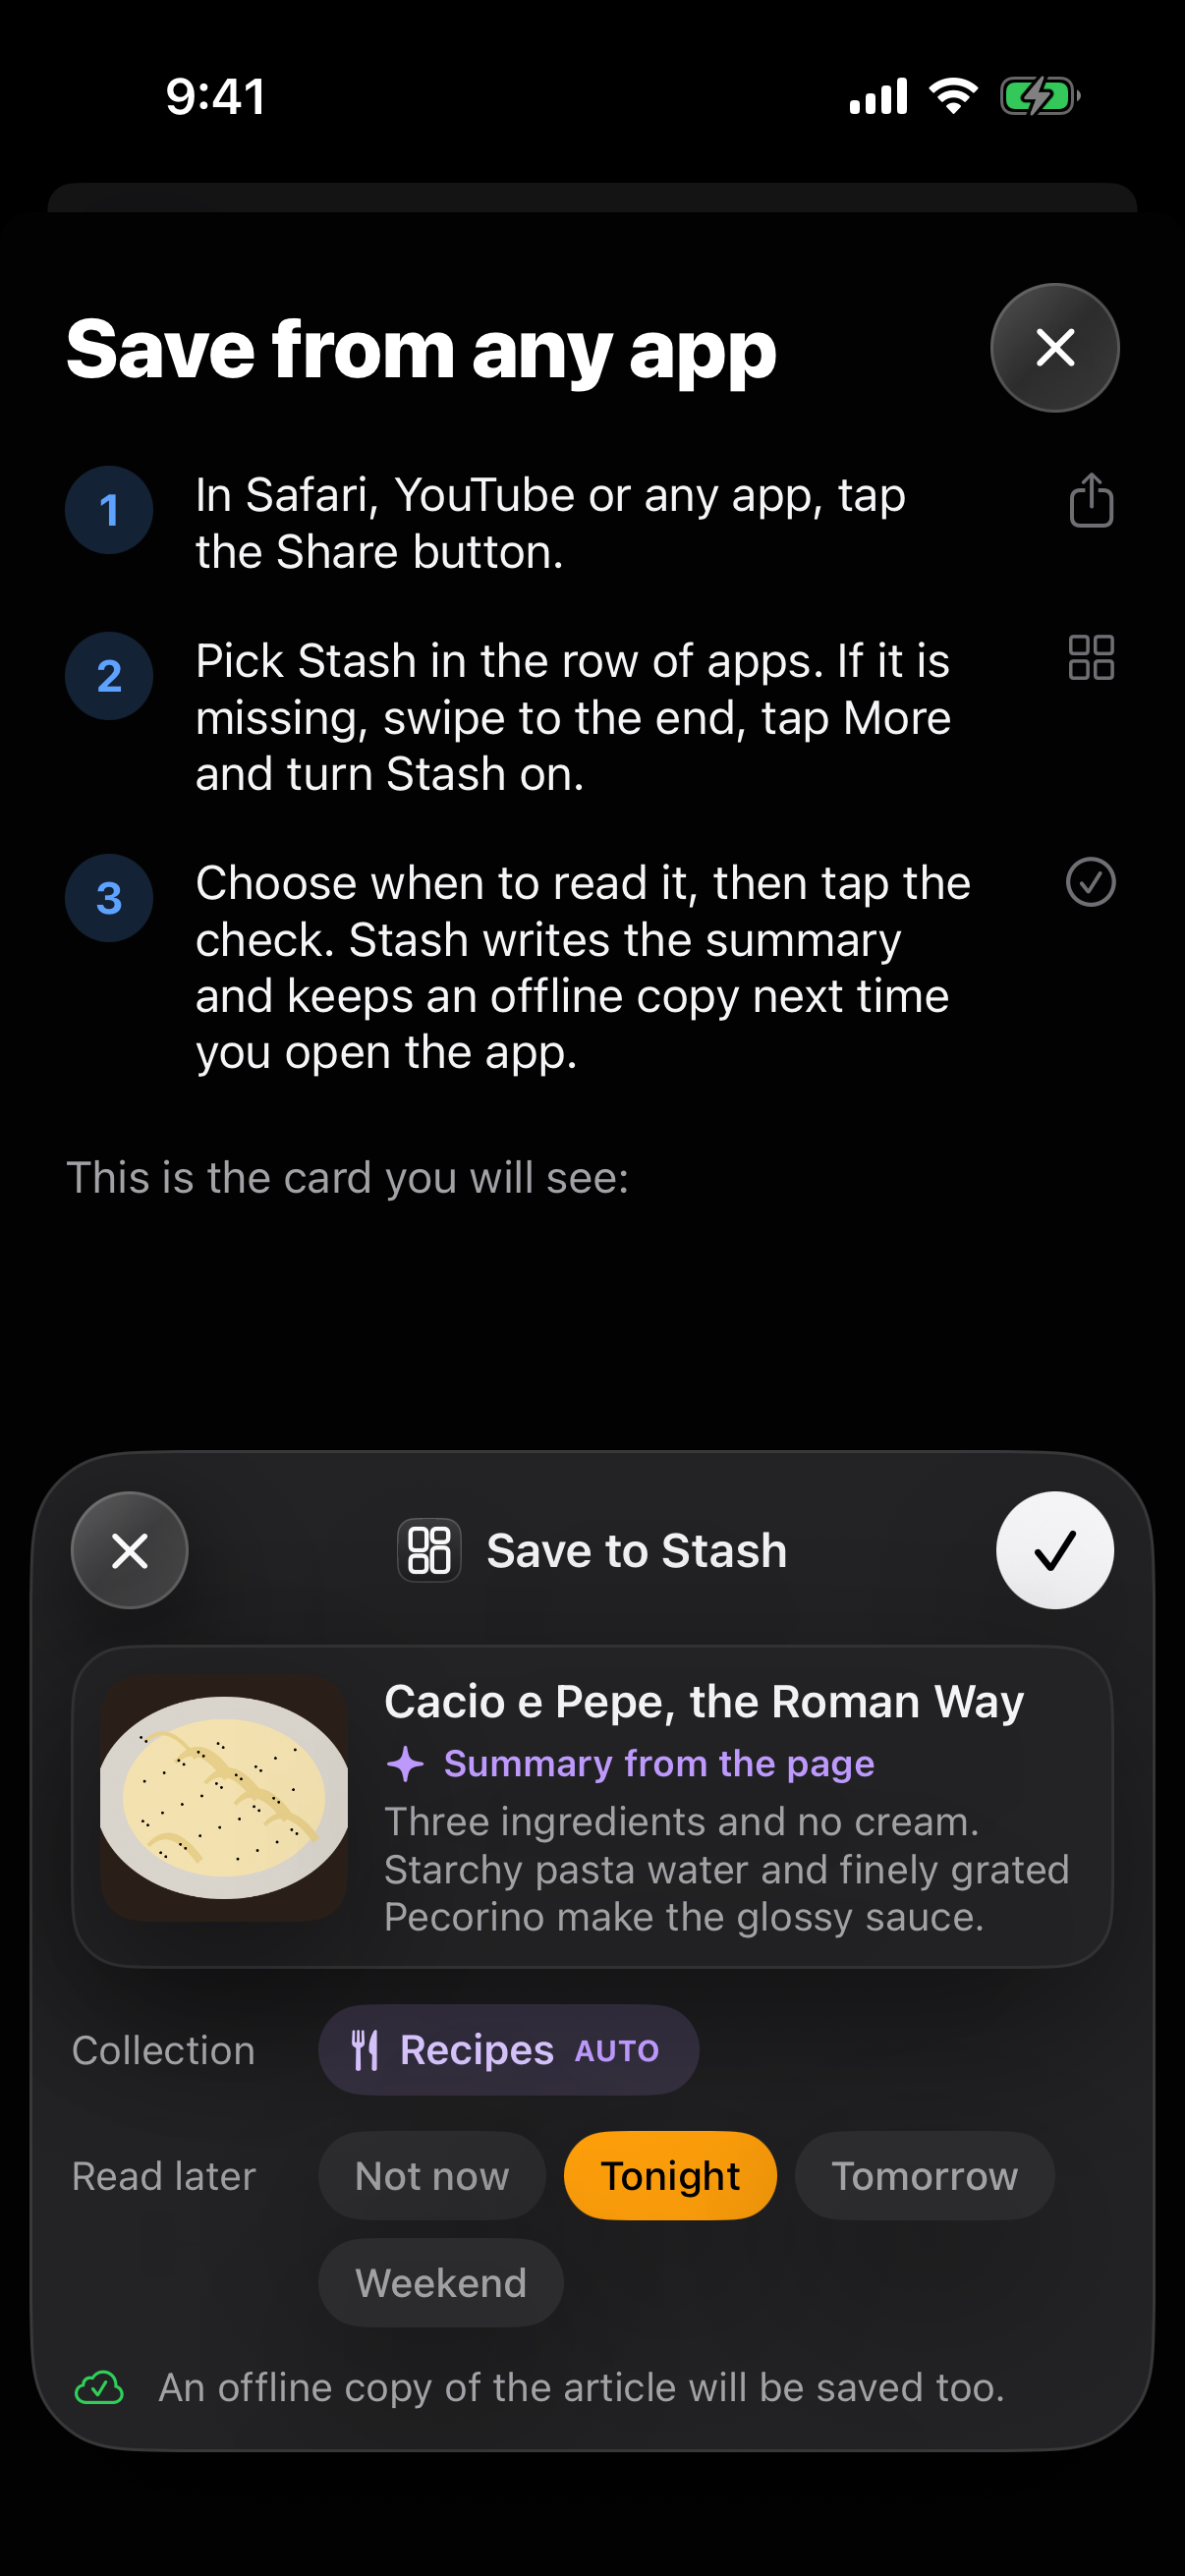 9:41
Save from any app
1
In Safari, YouTube or any app, tap
the Share button.
2
Pick Stash in the row of apps. If it is
missing, swipe to the end, tap More
and turn Stash on.
3
Choose when to read it, then tap the
check. Stash writes the summary
and keeps an offline copy next time
you open the app.
This is the card you will see:
Save to Stash
Cacio e Pepe, the Roman Way
Summary from the page
Three ingredients and no cream.
Starchy pasta water and finely grated
Pecorino make the glossy sauce.
Collection
Recipes AUTO
Read later
Not now
Tonight
Tomorrow
Weekend
An offline copy of the article will be saved too.